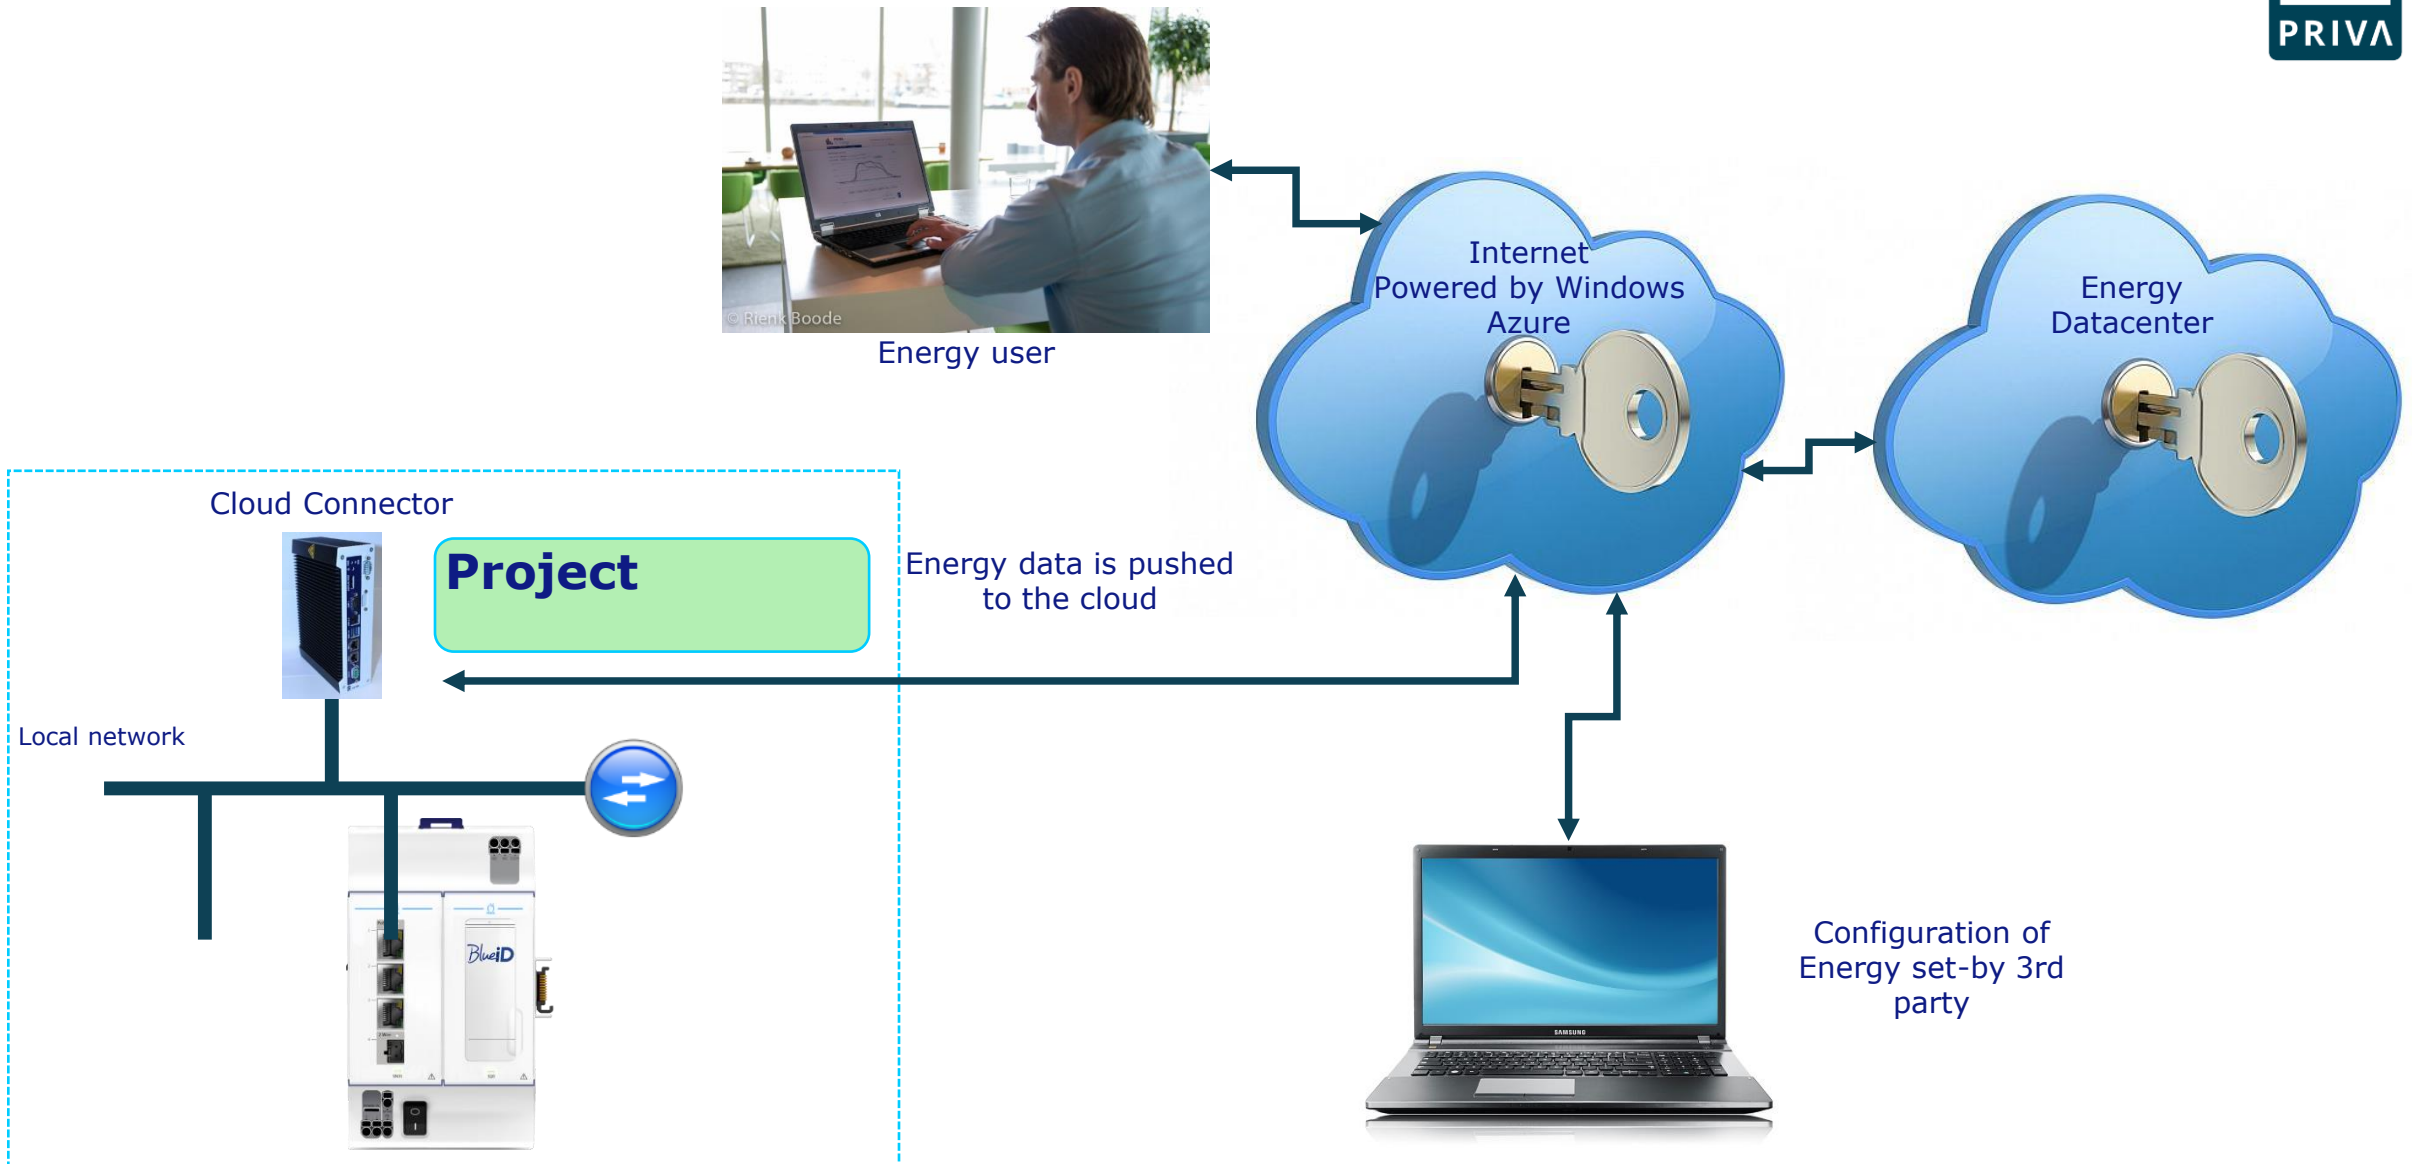 PRIVA
© Rienk Boode
Energy user
Internet
Powered by Windows
Azure
Energy
Datacenter
Cloud Connector
Project
Energy data is pushed
to the cloud
Local network
BlueiD
SAMSUNG
Configuration of
Energy set-by 3rd
party